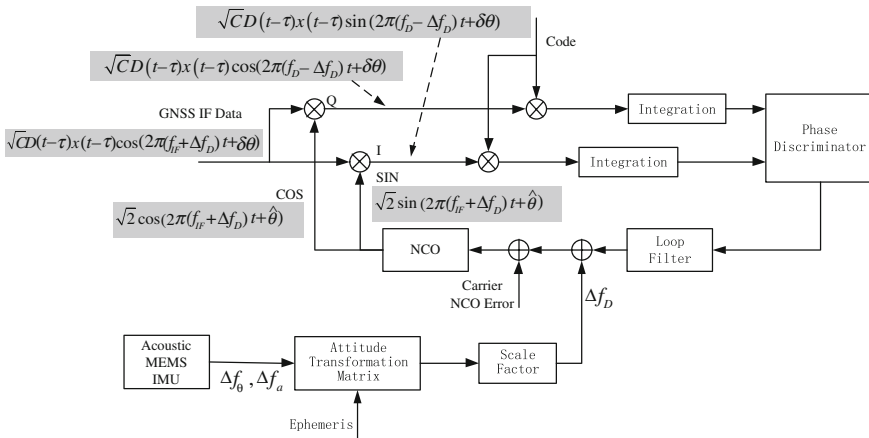 √C D(t−τ)x(t−τ)sin(2π(f_D−Δf_D)t+δθ)
Code
√C D(t−τ)x(t−τ)cos(2π(f_D−Δf_D)t+δθ)
Q
GNSS IF Data
Integration
Phase
Discriminator
√CD(t−τ)x(t−τ)cos(2π(f_IF+Δf_D)t+δθ)
I
Integration
SIN
COS
√2 cos(2π(f_IF+Δf_D)t+θ̂)
√2 sin(2π(f_IF+Δf_D)t+θ̂)
NCO
Loop
Filter
Carrier
NCO Error
Δf_D
Acoustic
MEMS
IMU
Δf_θ , Δf_a
Attitude
Transformation
Matrix
Scale
Factor
Ephemeris